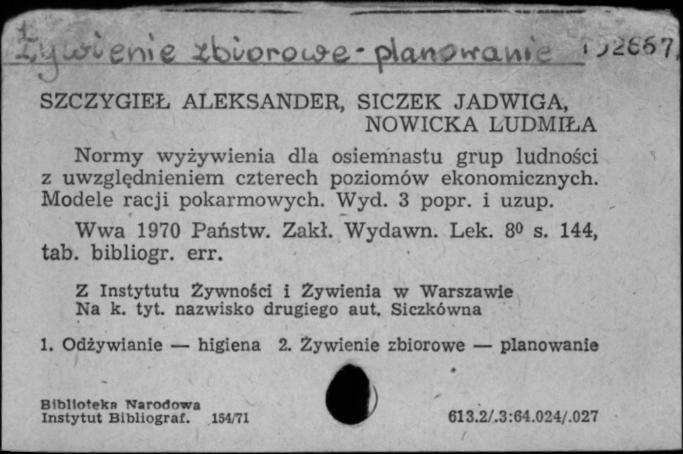 Żywienie zbiorowe - planowanie
SZCZYGIEŁ ALEKSANDER, SICZEK JADWIGA,
NOWICKA LUDMIŁA
Normy wyżywienia dla osiemnastu grup ludności
z uwzględnieniem czterech poziomów ekonomicznych.
Modele racji pokarmowych. Wyd. 3 popr. i uzup.
Wwa 1970 Państw. Zakł. Wydawn. Lek. 8⁰ s. 144,
tab. bibliogr. err.
Z Instytutu Żywności i Żywienia w Warszawie
Na k. tyt. nazwisko drugiego aut. Siczkówna
1. Odżywianie — higiena 2. Żywienie zbiorowe — planowanie
Biblioteka Narodowa
Instytut Bibliograf. 154/71
613.2/.3:64.024/.027